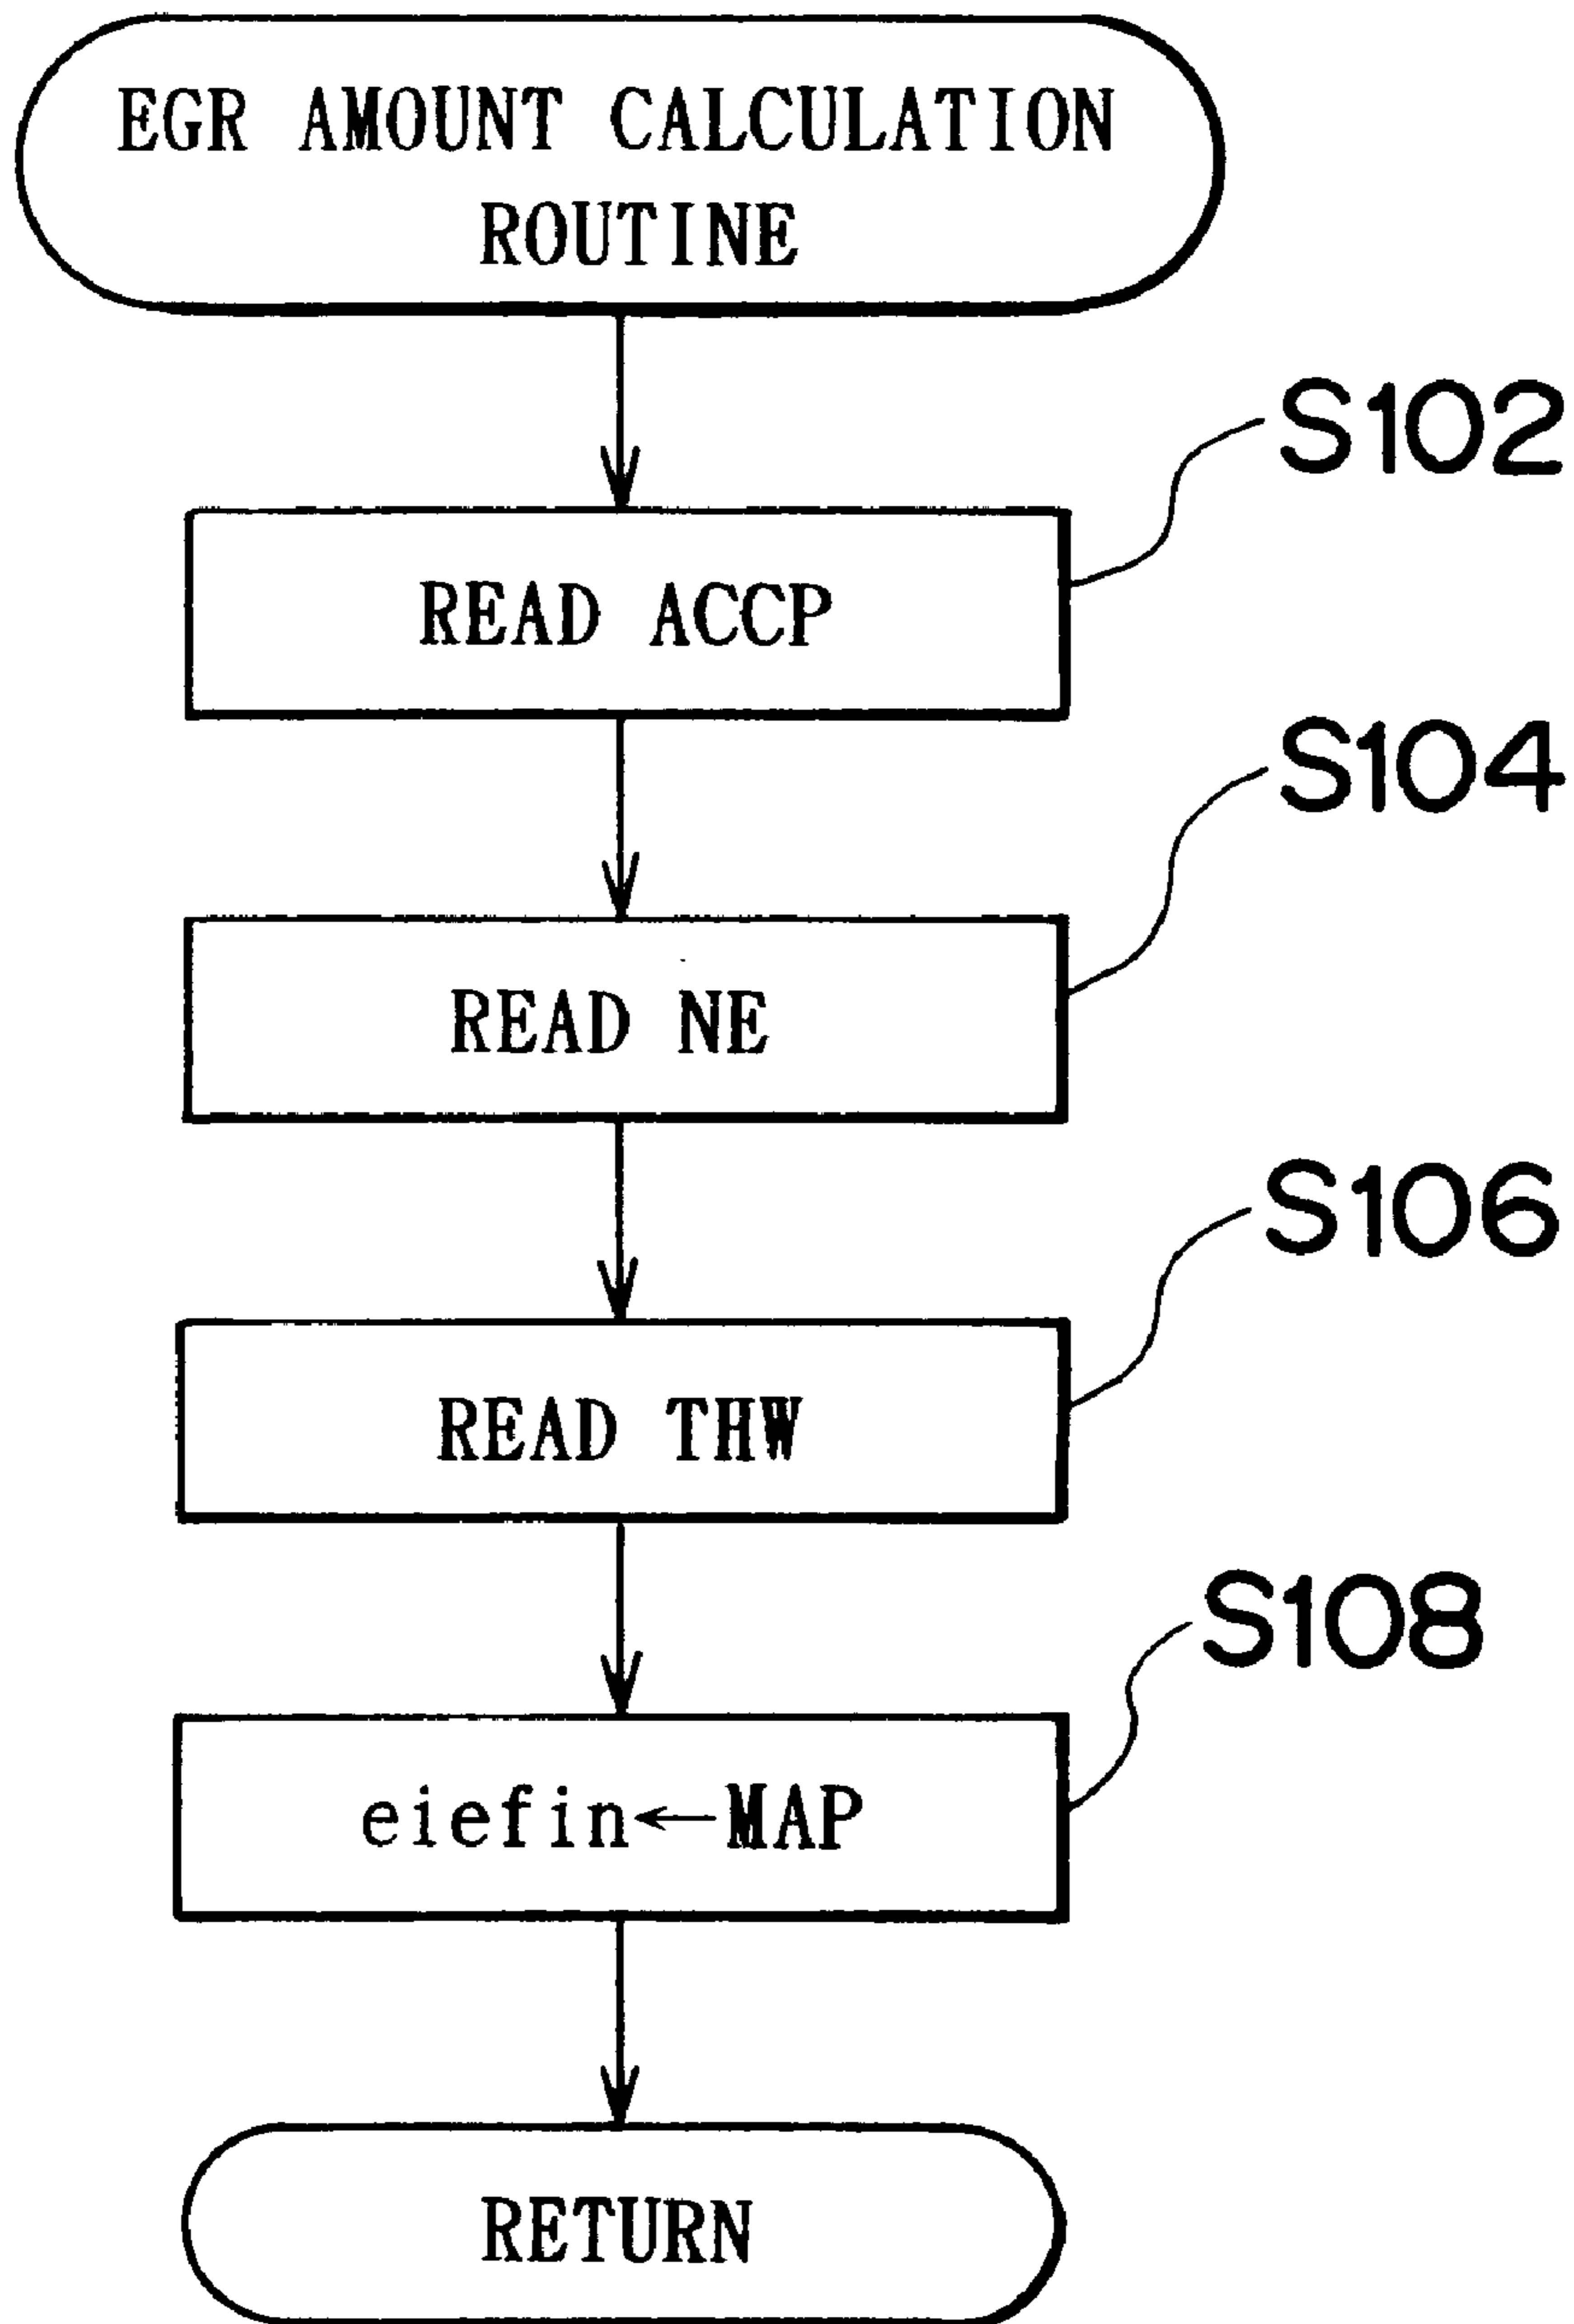 EGR AMOUNT CALCULATION
ROUTINE
S102
READ ACCP
S104
READ NE
S106
READ THW
S108
eiefin←MAP
RETURN